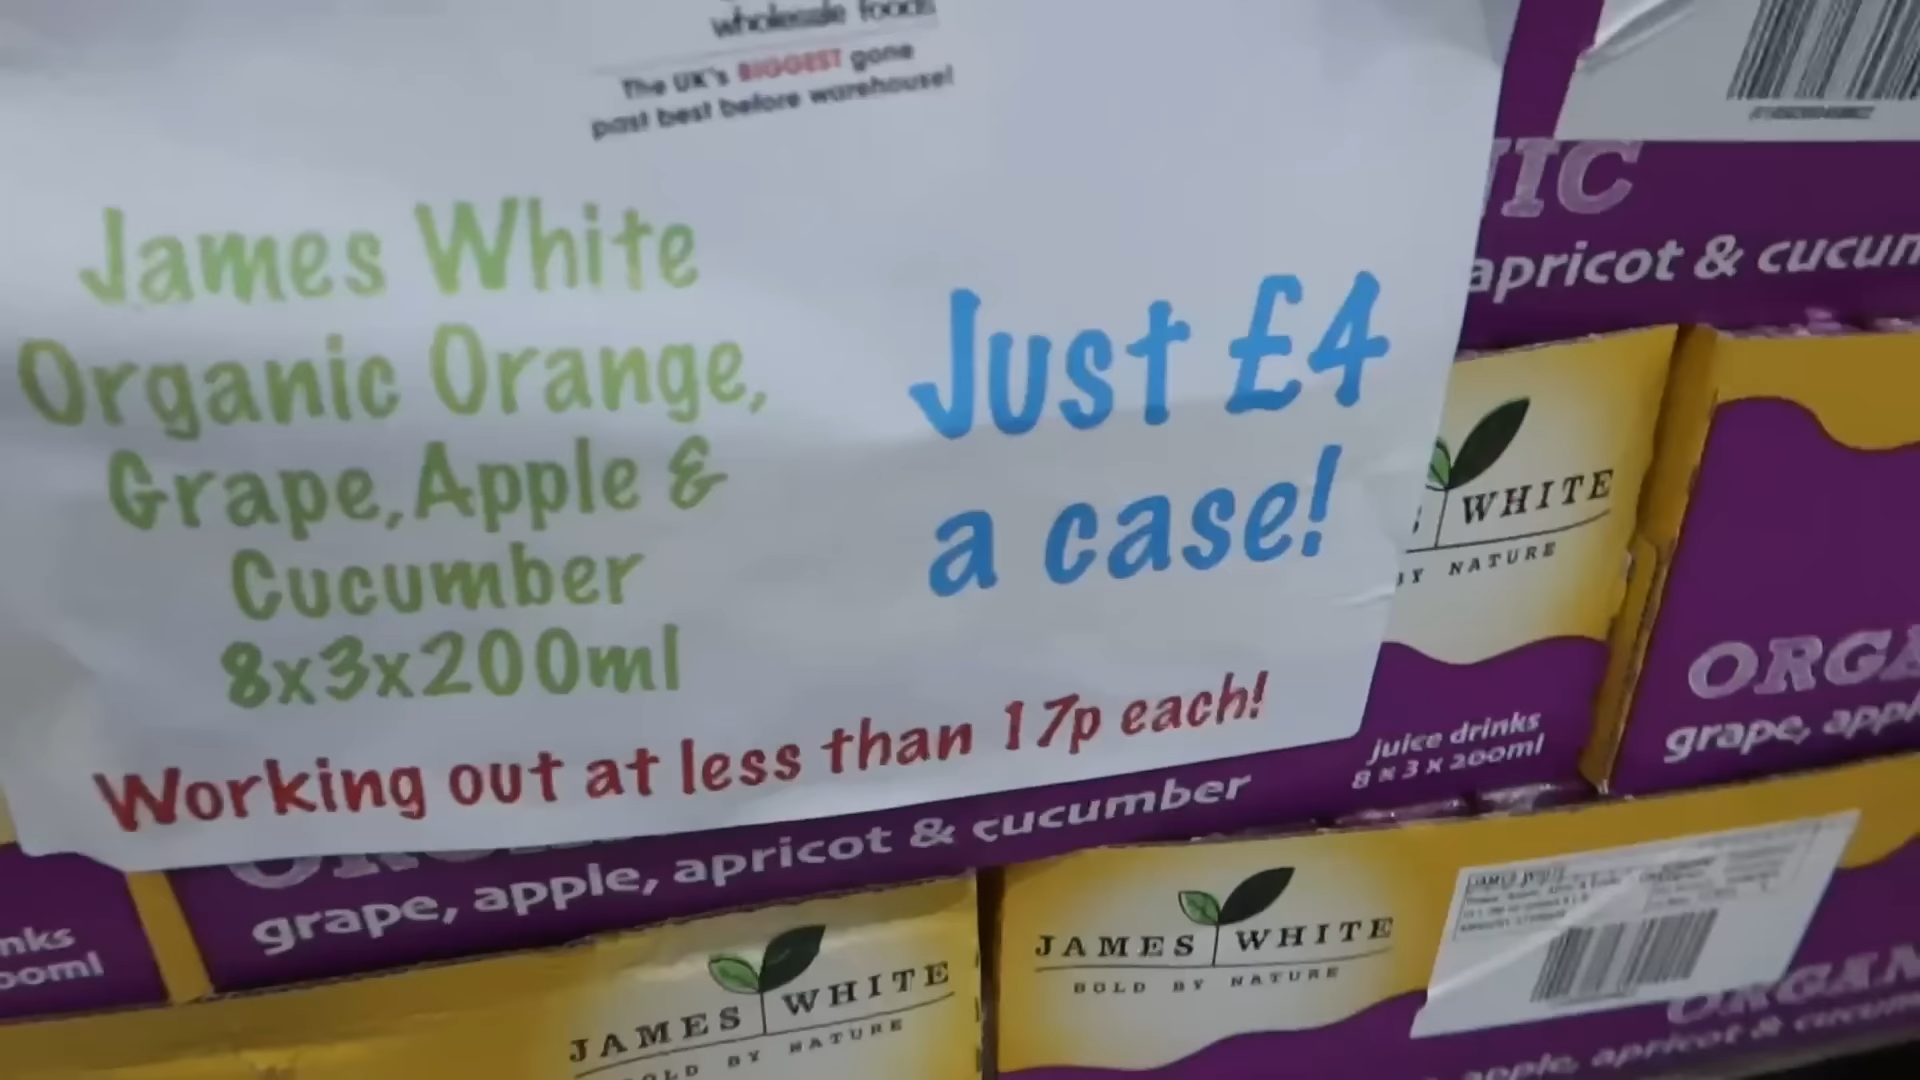 wholesale foods
The UK's BIGGEST gone
past best before warehouse!
James White
Organic Orange,
Grape, Apple &
Cucumber
8x3x200ml
Just £4
a case!
Working out at less than 17p each!
apricot & cucum
WHITE
BY NATURE
juice drinks
8 x 3 x 200ml
ORGA
grape, appl
grape, apple, apricot & cucumber
nks
00ml
JAMES WHITE
BOLD BY NATURE
JAMES WHITE
OLD BY NATURE
ORGAN
apple, apricot & cucum